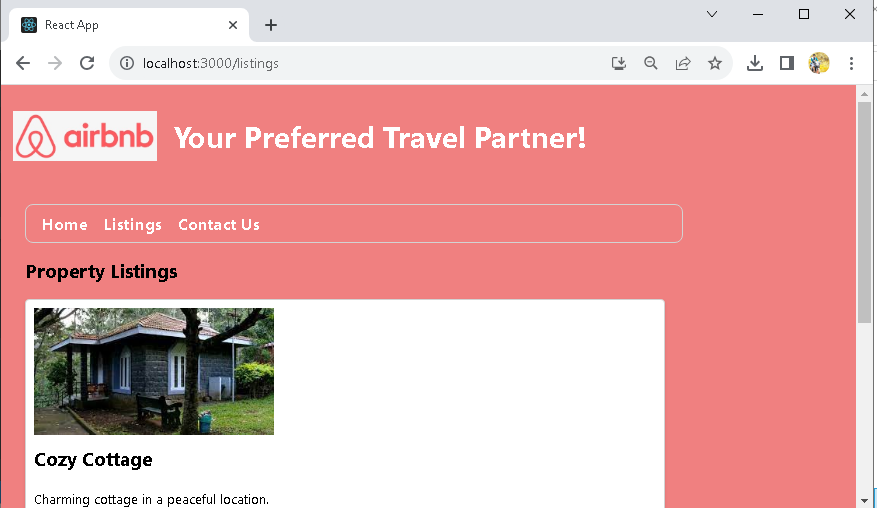 React App
localhost:3000/listings
airbnb Your Preferred Travel Partner!
Home Listings Contact Us
Property Listings
Cozy Cottage
Charming cottage in a peaceful location.